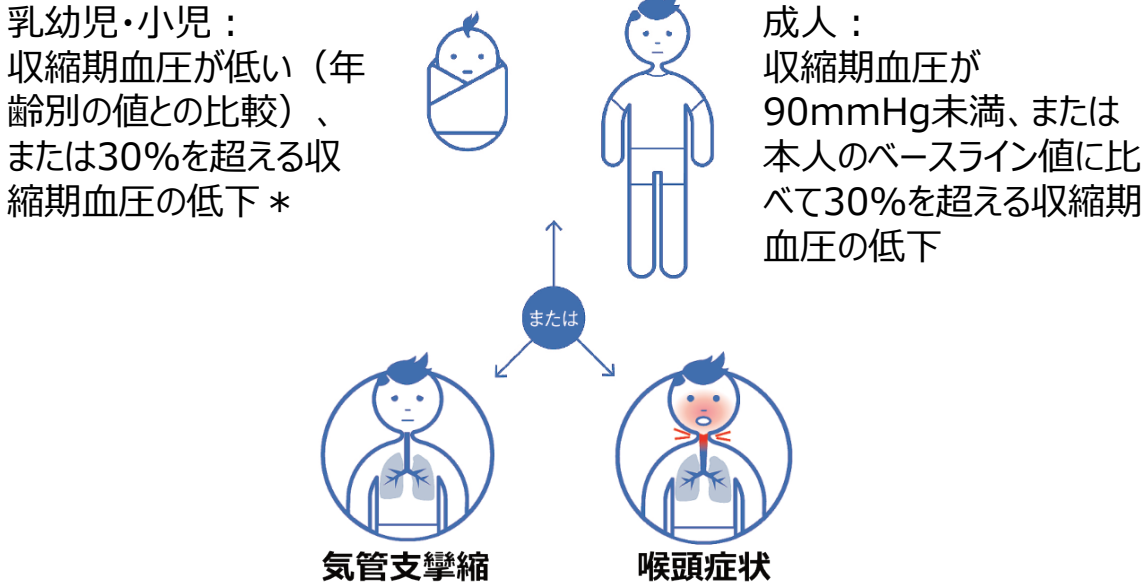 乳幼児・小児：
収縮期血圧が低い（年
齢別の値との比較）、
または30%を超える収
縮期血圧の低下＊
成人：
収縮期血圧が
90mmHg未満、または
本人のベースライン値に比
べて30%を超える収縮期
血圧の低下
または
気管支攣縮
喉頭症状